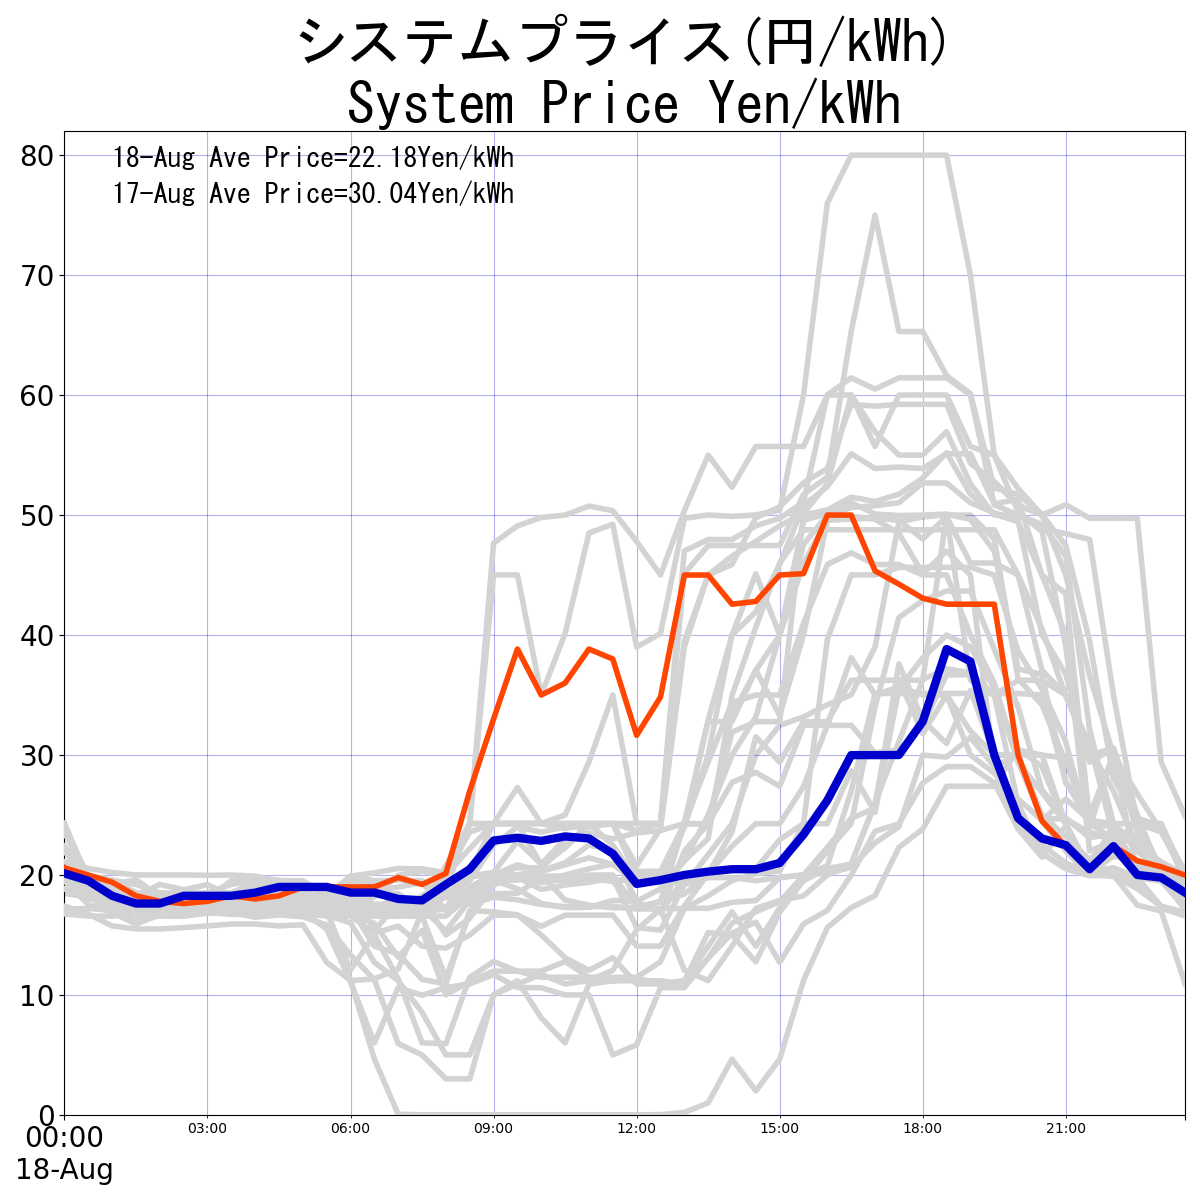 システムプライス(円/kWh)
System Price Yen/kWh
18-Aug Ave Price=22.18Yen/kWh
17-Aug Ave Price=30.04Yen/kWh
80
70
60
50
40
30
20
10
0
00:00 03:00 06:00 09:00 12:00 15:00 18:00 21:00
18-Aug